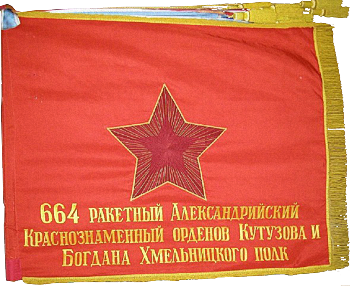 664 ракетный Александрийский
Краснознаменный орденов Кутузова и
Богдана Хмельницкого полк